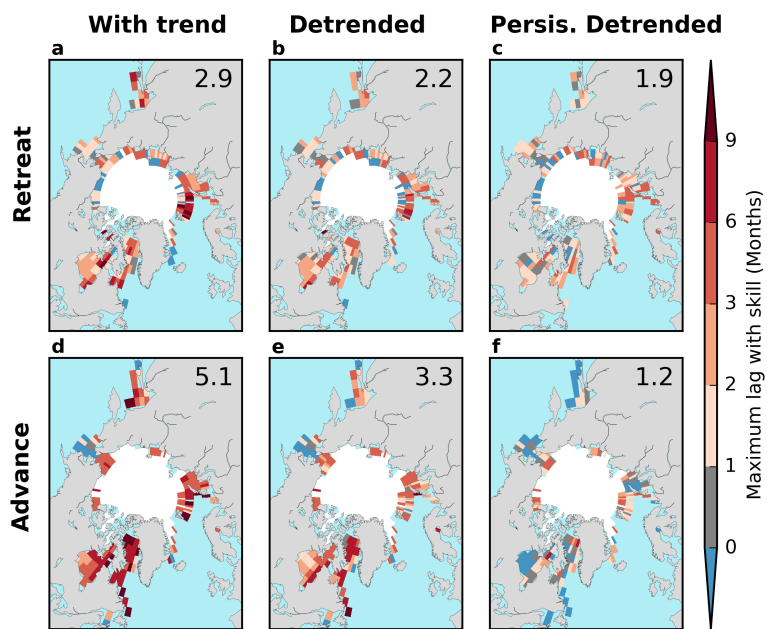 With trend
Detrended
Persis. Detrended
a
b
c
2.9
2.2
1.9
Retreat
d
e
f
5.1
3.3
1.2
Advance
9
6
3
2
1
0
Maximum lag with skill (Months)